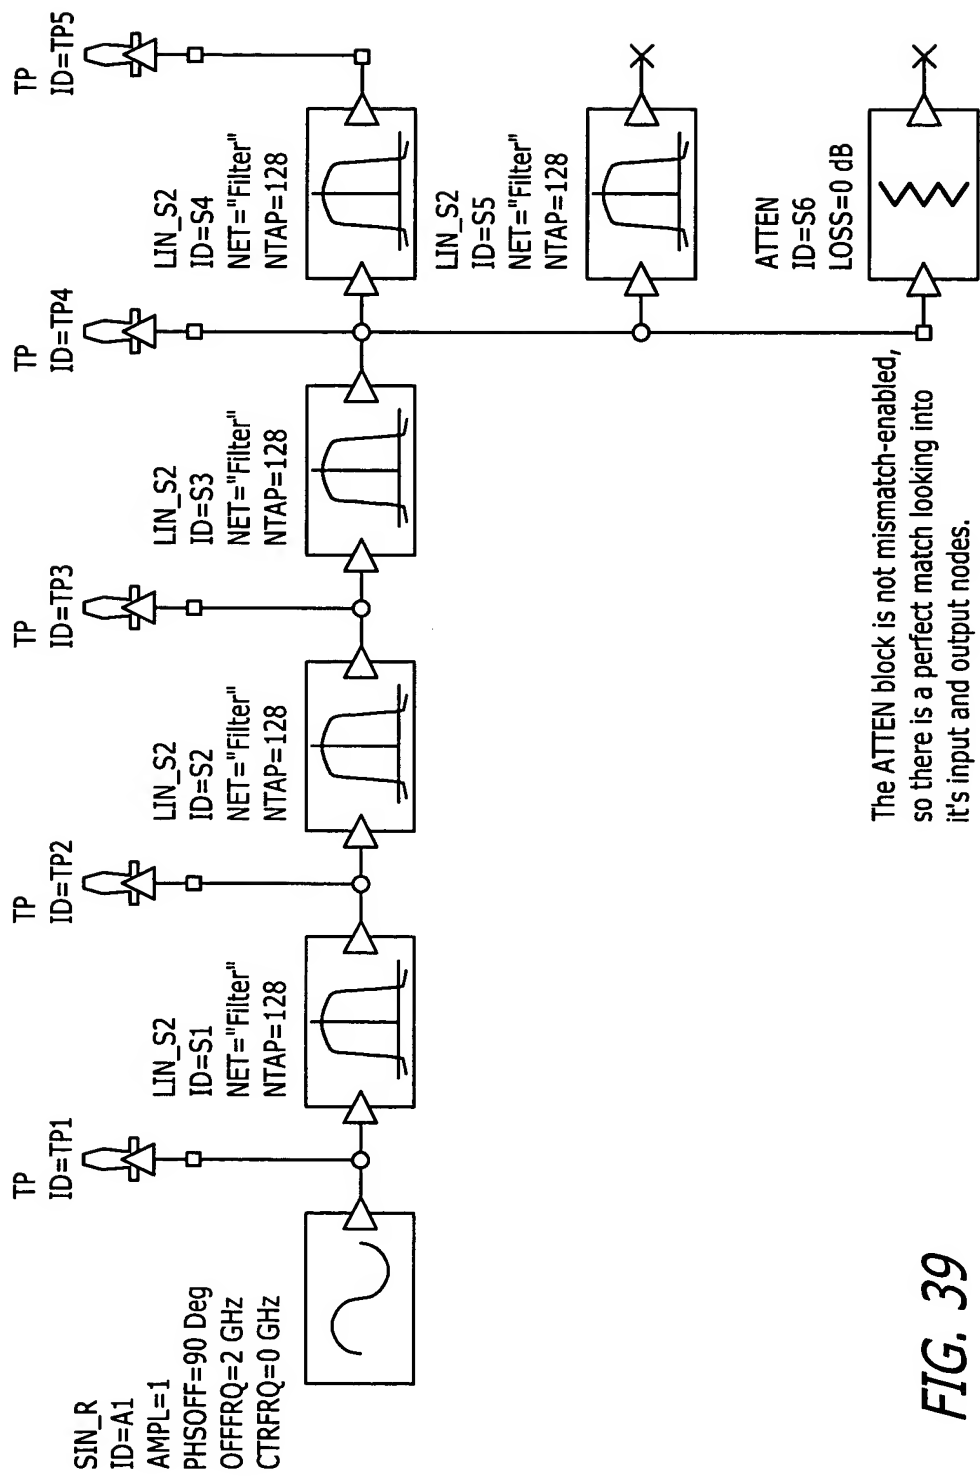 SIN_R
ID=A1
AMPL=1
PHSOFF=90 Deg
OFFFRQ=2 GHz
CTRFRQ=0 GHz
TP
ID=TP1
LIN_S2
ID=S1
NET="Filter"
NTAP=128
TP
ID=TP2
LIN_S2
ID=S2
NET="Filter"
NTAP=128
TP
ID=TP3
LIN_S2
ID=S3
NET="Filter"
NTAP=128
TP
ID=TP4
LIN_S2
ID=S4
NET="Filter"
NTAP=128
TP
ID=TP5
LIN_S2
ID=S5
NET="Filter"
NTAP=128
ATTEN
ID=S6
LOSS=0 dB
The ATTEN block is not mismatch-enabled,
so there is a perfect match looking into
it's input and output nodes.
FIG. 39